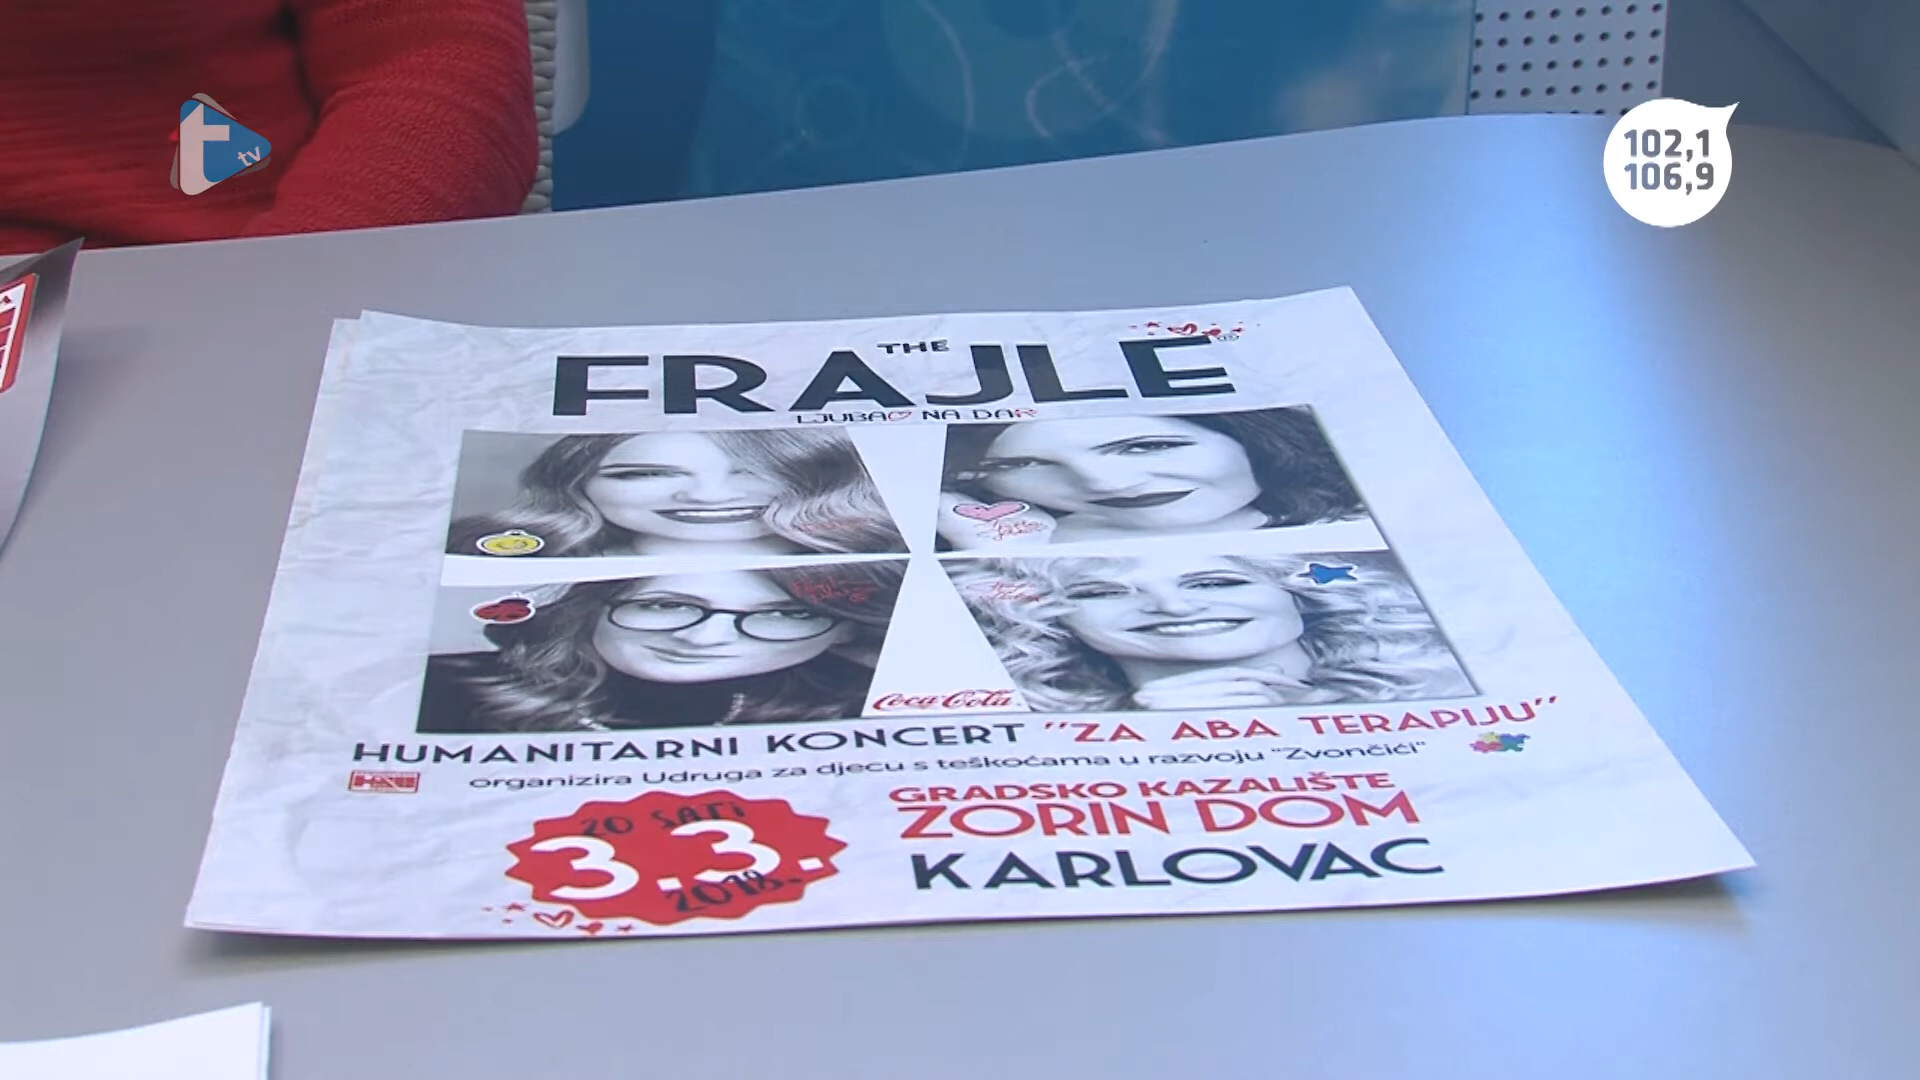 t tv
102,1
106,9
THE
FRAJLE
LJUBAV NA DAR
Coca-Cola
HUMANITARNI KONCERT "ZA ABA TERAPIJU"
organizira Udruga za djecu s teškoćama u razvoju "Zvončići"
20 SATI
3.3.
2018.
GRADSKO KAZALIŠTE
ZORIN DOM
KARLOVAC